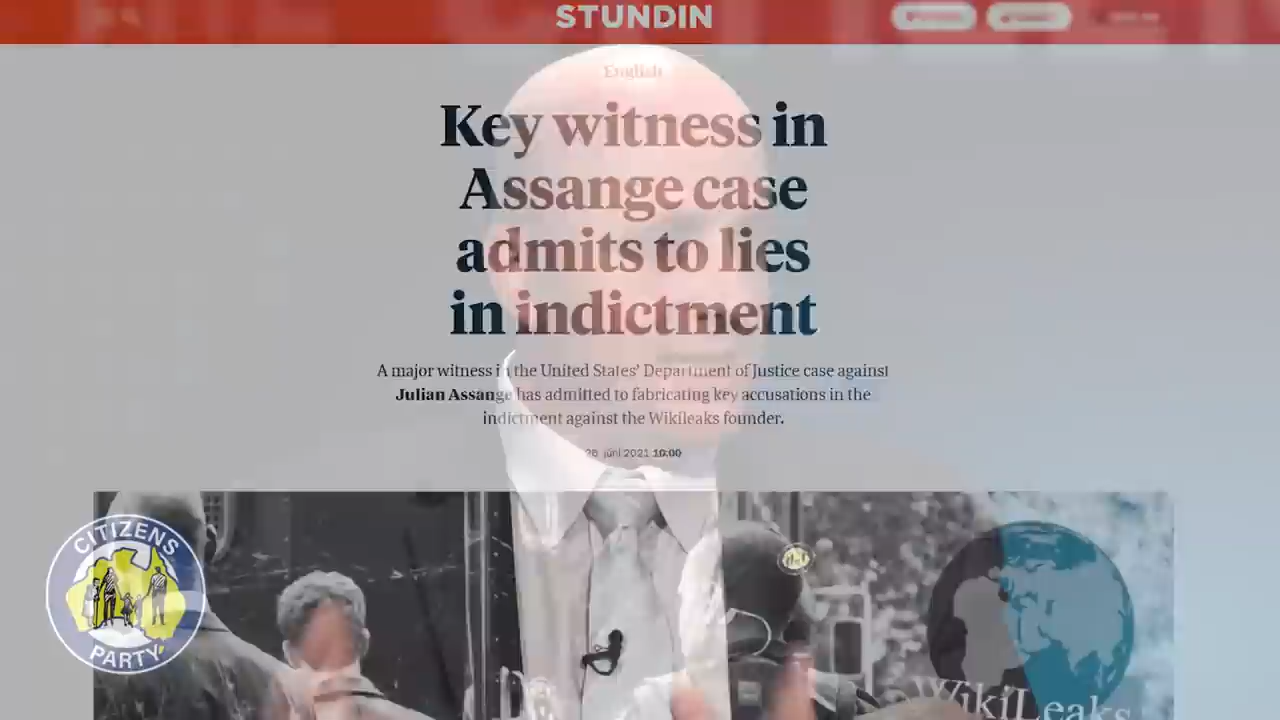 STUNDIN
English
Key witness in
Assange case
admits to lies
in indictment
A major witness in the United States' Department of Justice case against
Julian Assange has admitted to fabricating key accusations in the
indictment against the Wikileaks founder.
26. júní 2021 10:00
CITIZENS
PARTY
WikiLeaks